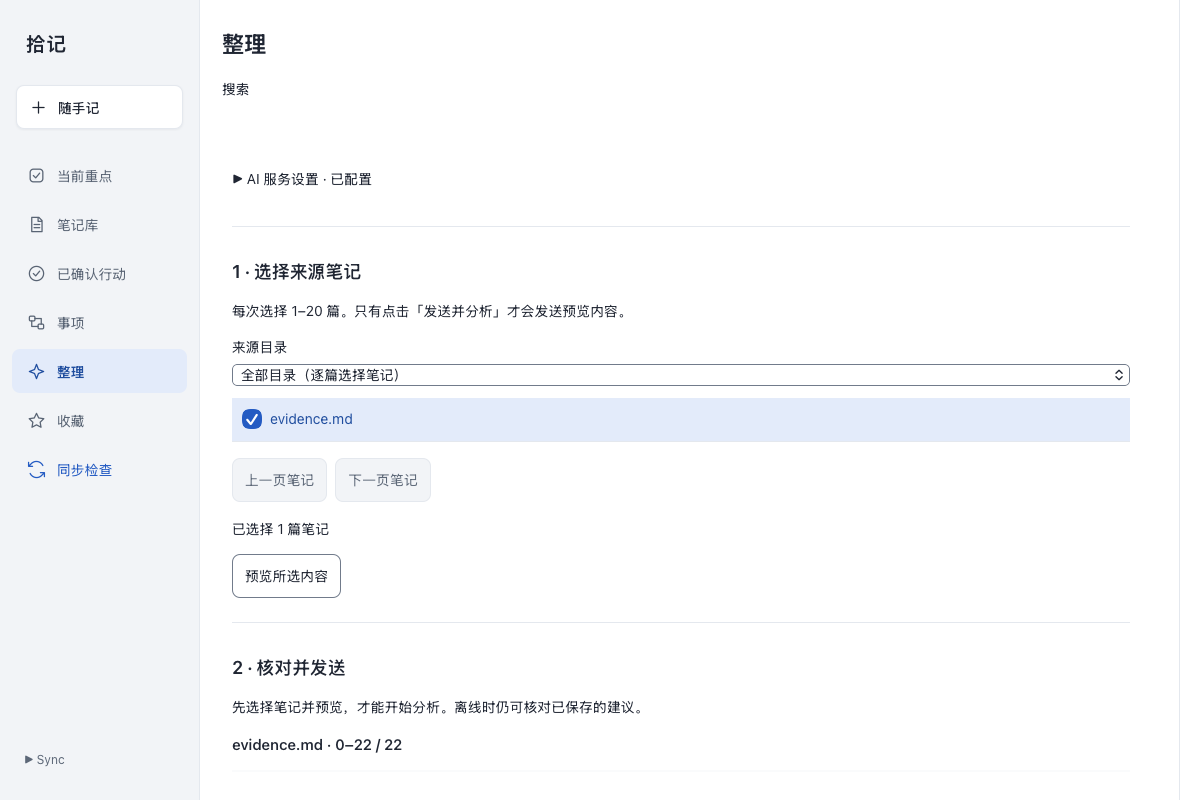 拾记
随手记
当前重点
笔记库
已确认行动
事项
整理
收藏
同步检查
Sync
整理
搜索
AI 服务设置 · 已配置
1 · 选择来源笔记
每次选择 1–20 篇。只有点击「发送并分析」才会发送预览内容。
来源目录
全部目录（逐篇选择笔记）
evidence.md
上一页笔记 下一页笔记
已选择 1 篇笔记
预览所选内容
2 · 核对并发送
先选择笔记并预览，才能开始分析。离线时仍可核对已保存的建议。
evidence.md · 0–22 / 22